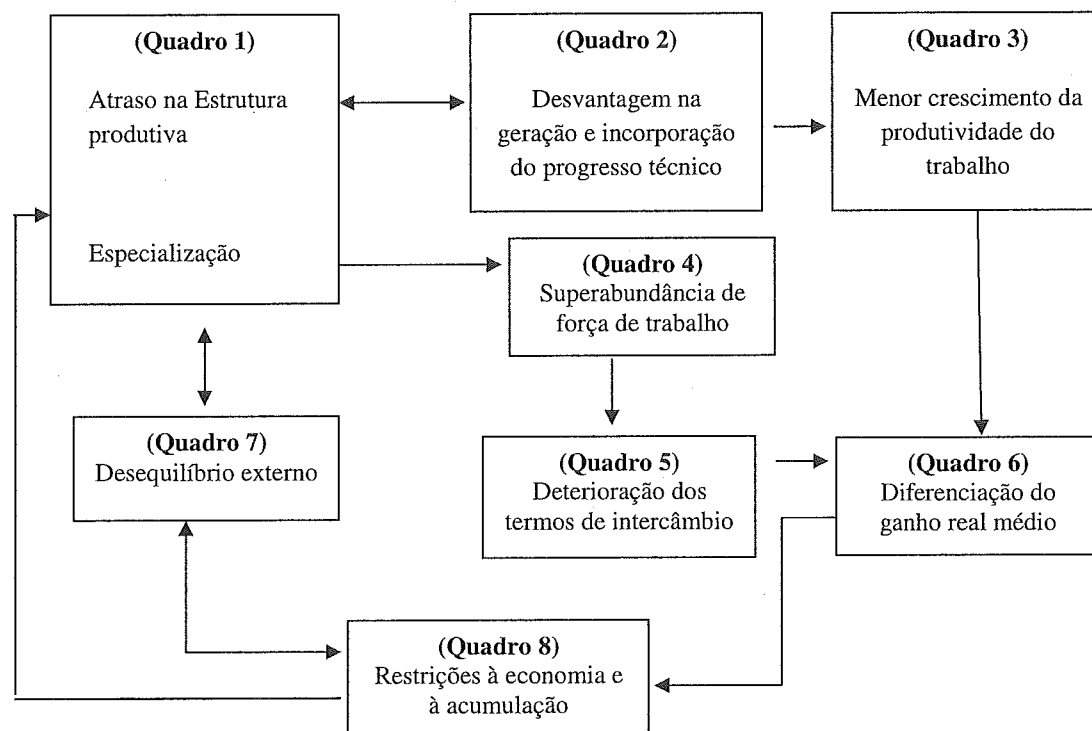 (Quadro 1)
Atraso na Estrutura
produtiva
Especialização
(Quadro 2)
Desvantagem na
geração e incorporação
do progresso técnico
(Quadro 3)
Menor crescimento da
produtividade do
trabalho
(Quadro 4)
Superabundância de
força de trabalho
(Quadro 7)
Desequilíbrio externo
(Quadro 5)
Deterioração dos
termos de intercâmbio
(Quadro 6)
Diferenciação do
ganho real médio
(Quadro 8)
Restrições à economia e
à acumulação